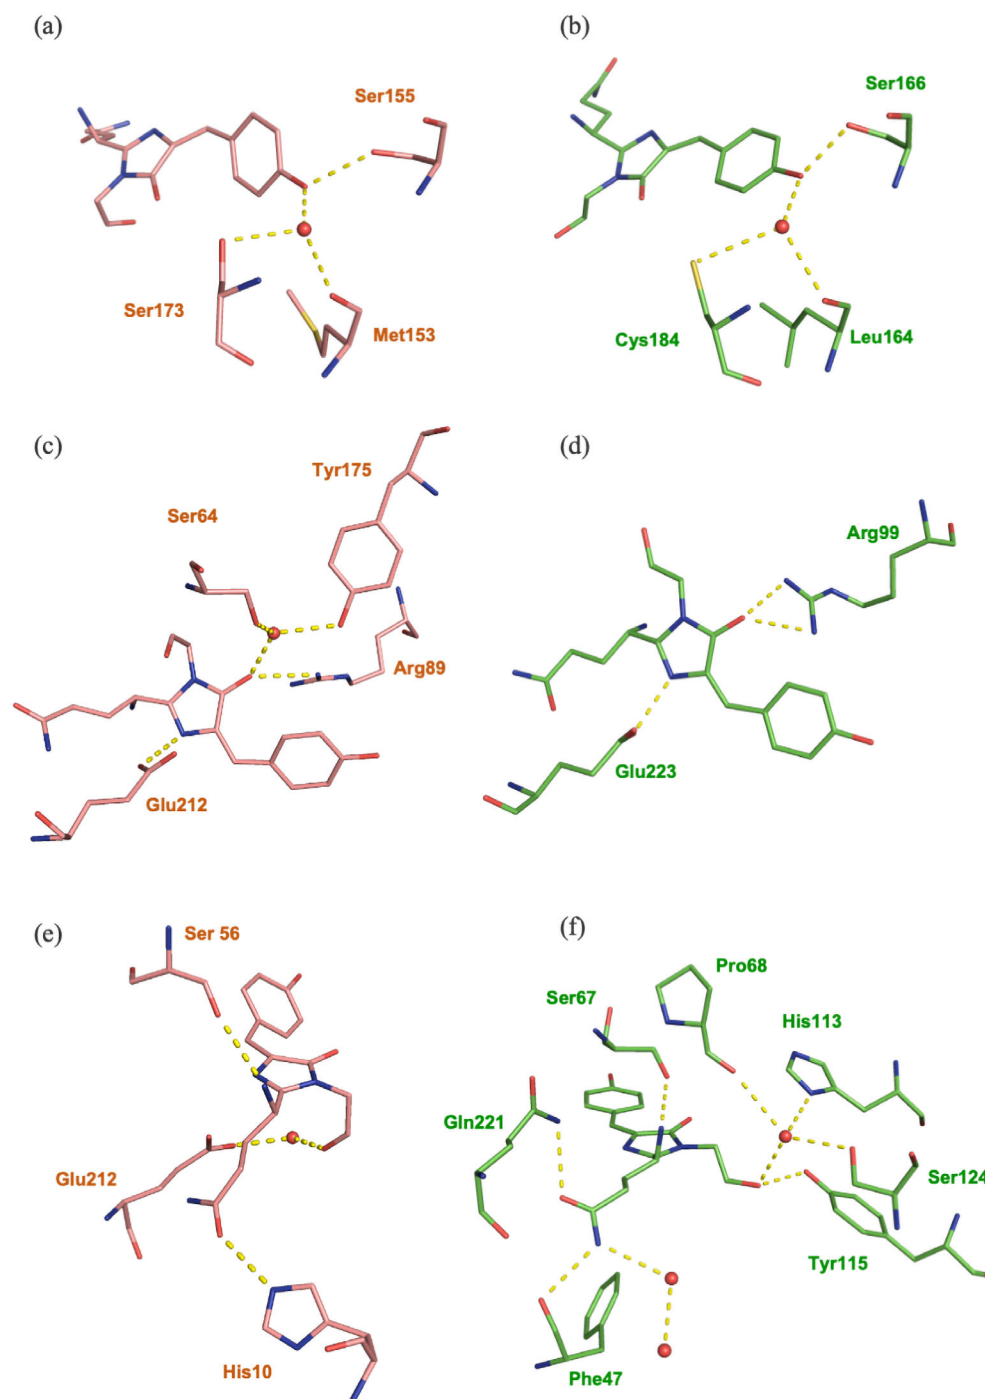 (a)
(b)
Ser155
Ser166
Ser173
Met153
Cys184
Leu164
(c)
(d)
Tyr175
Ser64
Arg99
Arg89
Glu212
Glu223
(e)
(f)
Ser 56
Pro68
Ser67
His113
Gln221
Glu212
Ser124
Tyr115
His10
Phe47